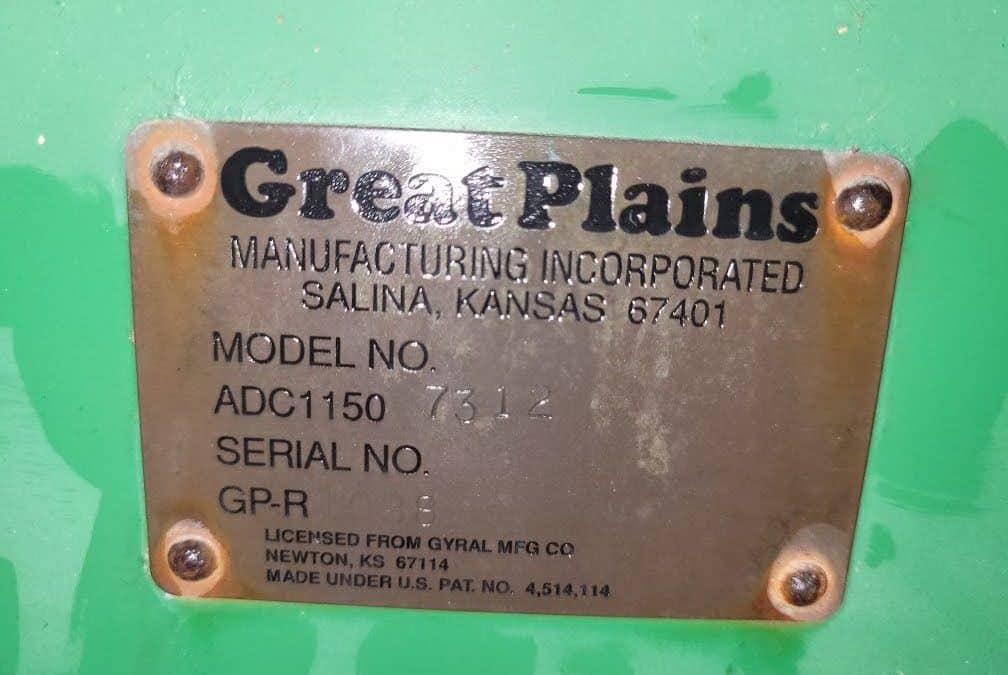 Great Plains
MANUFACTURING INCORPORATED
SALINA, KANSAS 67401
MODEL NO.
ADC1150 7312
SERIAL NO.
GP-R
LICENSED FROM GYRAL MFG CO
NEWTON, KS 67114
MADE UNDER U.S. PAT. NO. 4,514,114